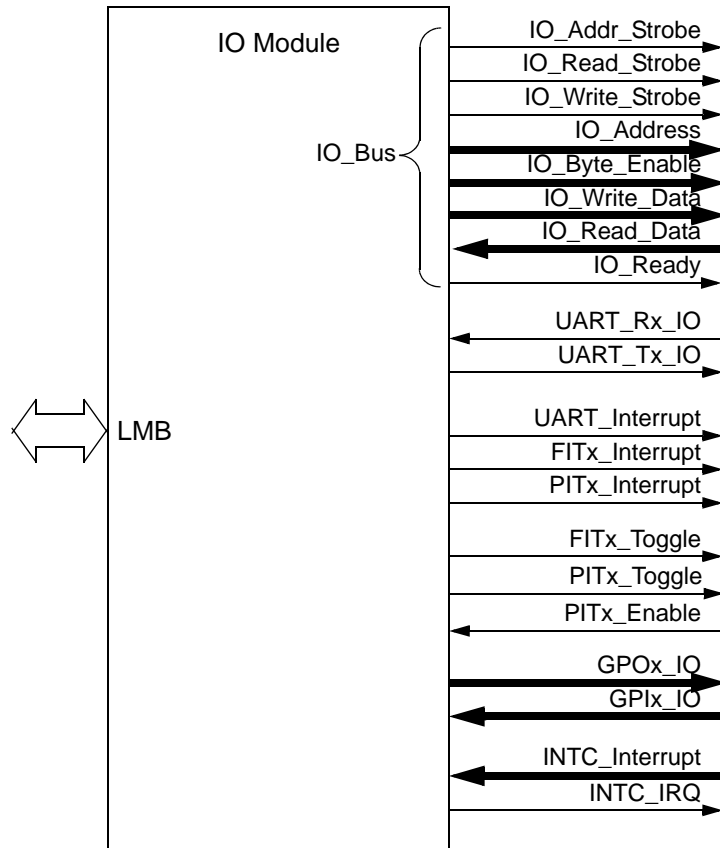 IO Module
IO_Bus
LMB
IO_Addr_Strobe
IO_Read_Strobe
IO_Write_Strobe
IO_Address
IO_Byte_Enable
IO_Write_Data
IO_Read_Data
IO_Ready
UART_Rx_IO
UART_Tx_IO
UART_Interrupt
FITx_Interrupt
PITx_Interrupt
FITx_Toggle
PITx_Toggle
PITx_Enable
GPOx_IO
GPIx_IO
INTC_Interrupt
INTC_IRQ